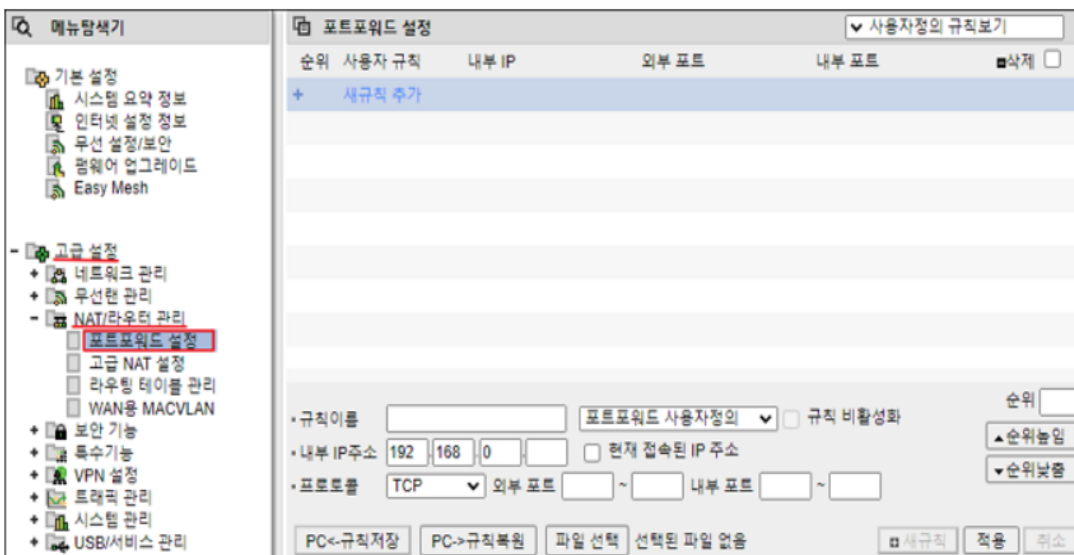 메뉴탐색기
기본 설정
시스템 요약 정보
인터넷 설정 정보
무선 설정/보안
펌웨어 업그레이드
Easy Mesh
고급 설정
네트워크 관리
무선랜 관리
NAT/라우터 관리
포트포워드 설정
고급 NAT 설정
라우팅 테이블 관리
WAN용 MACVLAN
보안 기능
특수기능
VPN 설정
트래픽 관리
시스템 관리
USB/서비스 관리
포트포워드 설정 사용자정의 규칙보기
순위 사용자 규칙 내부 IP 외부 포트 내부 포트 삭제
+ 새규칙 추가
규칙이름 포트포워드 사용자정의 규칙 비활성화
내부 IP주소 192 . 168 . 0 . 현재 접속된 IP 주소
프로토콜 TCP 외부 포트 ~ 내부 포트 ~
순위
▲순위높임
▼순위낮춤
PC<-규칙저장 PC->규칙복원 파일 선택 선택된 파일 없음 새규칙 적용 취소